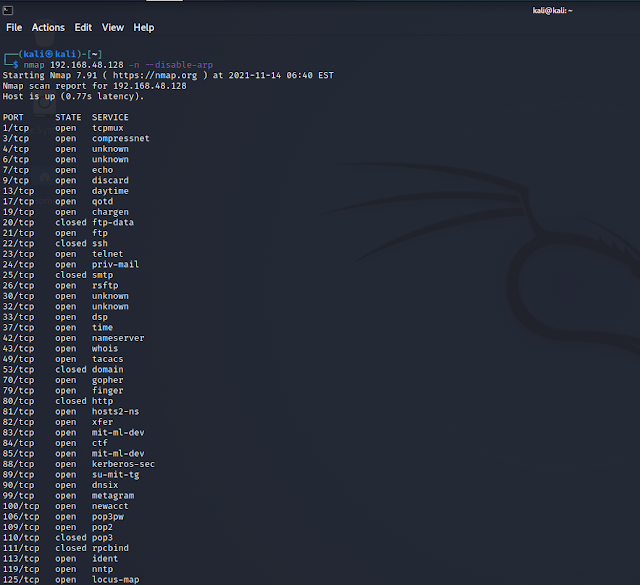 kali@kali: ~
File Actions Edit View Help
(kali㉿kali)-[~]
$ nmap 192.168.48.128 -n --disable-arp
Starting Nmap 7.91 ( https://nmap.org ) at 2021-11-14 06:40 EST
Nmap scan report for 192.168.48.128
Host is up (0.77s latency).
PORT STATE SERVICE
1/tcp open tcpmux
3/tcp open compressnet
4/tcp open unknown
6/tcp open unknown
7/tcp open echo
9/tcp open discard
13/tcp open daytime
17/tcp open qotd
19/tcp open chargen
20/tcp closed ftp-data
21/tcp open ftp
22/tcp closed ssh
23/tcp open telnet
24/tcp open priv-mail
25/tcp closed smtp
26/tcp open rsftp
30/tcp open unknown
32/tcp open unknown
33/tcp open dsp
37/tcp open time
42/tcp open nameserver
43/tcp open whois
49/tcp open tacacs
53/tcp closed domain
70/tcp open gopher
79/tcp open finger
80/tcp closed http
81/tcp open hosts2-ns
82/tcp open xfer
83/tcp open mit-ml-dev
84/tcp open ctf
85/tcp open mit-ml-dev
88/tcp open kerberos-sec
89/tcp open su-mit-tg
90/tcp open dnsix
99/tcp open metagram
100/tcp open newacct
106/tcp open pop3pw
109/tcp open pop2
110/tcp closed pop3
111/tcp closed rpcbind
113/tcp open ident
119/tcp open nntp
125/tcp open locus-map